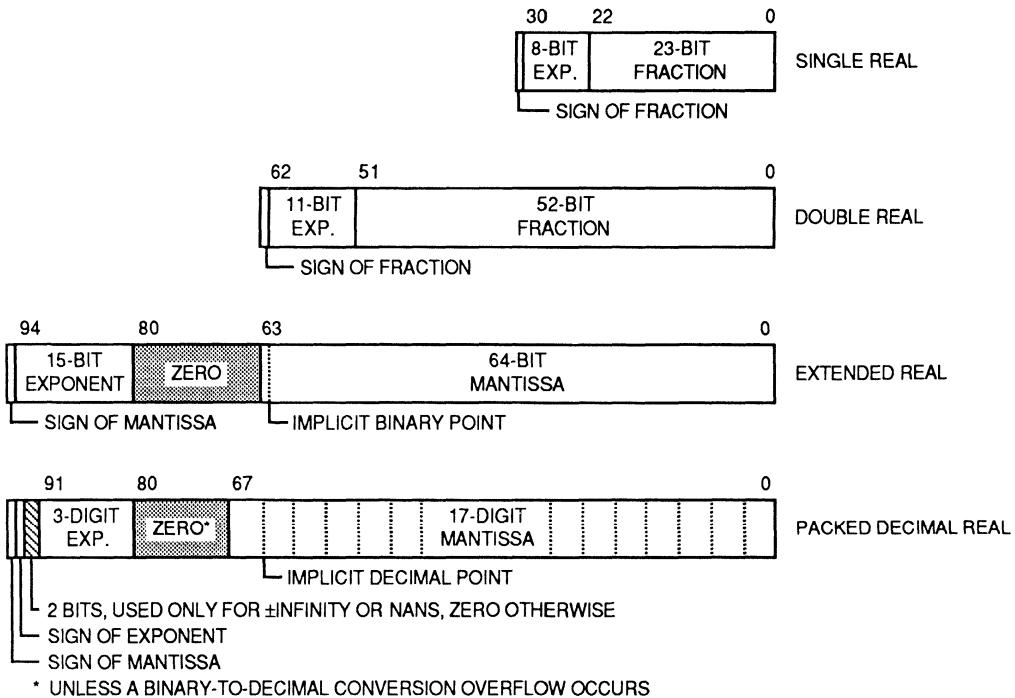 30 22 0
8-BIT EXP.
23-BIT FRACTION
SINGLE REAL
SIGN OF FRACTION
62 51 0
11-BIT EXP.
52-BIT FRACTION
DOUBLE REAL
SIGN OF FRACTION
94 80 63 0
15-BIT EXPONENT
ZERO
64-BIT MANTISSA
EXTENDED REAL
SIGN OF MANTISSA
IMPLICIT BINARY POINT
91 80 67 0
3-DIGIT EXP.
ZERO*
17-DIGIT MANTISSA
PACKED DECIMAL REAL
IMPLICIT DECIMAL POINT
2 BITS, USED ONLY FOR ±INFINITY OR NANS, ZERO OTHERWISE
SIGN OF EXPONENT
SIGN OF MANTISSA
* UNLESS A BINARY-TO-DECIMAL CONVERSION OVERFLOW OCCURS